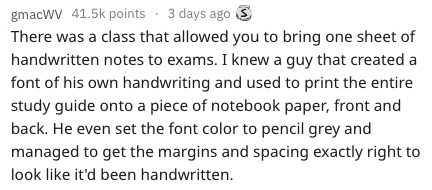 gmacWV 41.5k points · 3 days ago
There was a class that allowed you to bring one sheet of
handwritten notes to exams. I knew a guy that created a
font of his own handwriting and used to print the entire
study guide onto a piece of notebook paper, front and
back. He even set the font color to pencil grey and
managed to get the margins and spacing exactly right to
look like it'd been handwritten.